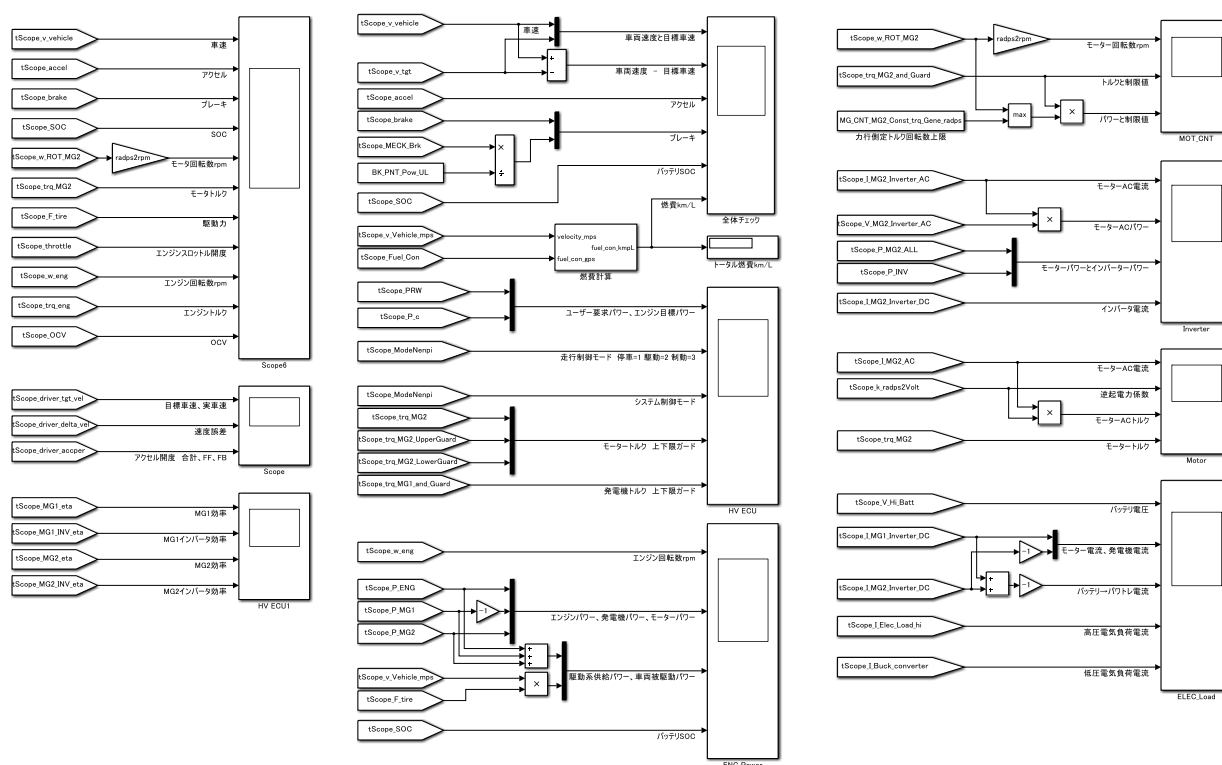 tScope_v_vehicle
車速
tScope_accel
アクセル
tScope_brake
ブレーキ
tScope_SOC
SOC
tScope_w_ROT_MG2
radps2rpm
モータ回転数rpm
tScope_trq_MG2
モータトルク
tScope_F_tire
駆動力
tScope_throttle
エンジンスロットル開度
tScope_w_eng
エンジン回転数rpm
tScope_trq_eng
エンジントルク
tScope_OCV
OCV
Scope6
tScope_driver_tgt_vel
目標車速、実車速
tScope_driver_delta_vel
速度誤差
tScope_driver_accper
アクセル開度 合計、FF、FB
Scope
tScope_MG1_eta
MG1効率
tScope_MG1_INV_eta
MG1インバータ効率
tScope_MG2_eta
MG2効率
tScope_MG2_INV_eta
MG2インバータ効率
HV ECU1
tScope_v_vehicle
車速
車両速度と目標車速
tScope_v_tgt
+
−
車両速度 − 目標車速
tScope_accel
アクセル
tScope_brake
ブレーキ
tScope_MECK_Brk
×
÷
BK_PNT_Pow_UL
バッテリSOC
tScope_SOC
燃費km/L
全体チェック
tScope_v_Vehicle_mps
velocity_mps
fuel_con_kmpL
tScope_Fuel_Con
fuel_con_gps
燃費計算
トータル燃費km/L
tScope_PRW
ユーザー要求パワー、エンジン目標パワー
tScope_P_c
tScope_ModeNenpi
走行制御モード 停車=1 駆動=2 制動=3
tScope_ModeNenpi
システム制御モード
tScope_trq_MG2
tScope_trq_MG2_UpperGuard
モータートルク 上下限ガード
tScope_trq_MG2_LowerGuard
tScope_trq_MG1_and_Guard
発電機トルク 上下限ガード
HV ECU
tScope_w_eng
エンジン回転数rpm
tScope_P_ENG
tScope_P_MG1
-1
エンジンパワー、発電機パワー、モーターパワー
tScope_P_MG2
+
+
+
駆動系供給パワー、車両被駆動パワー
tScope_v_Vehicle_mps
×
tScope_F_tire
tScope_SOC
バッテリSOC
ENG_Power
tScope_w_ROT_MG2
radps2rpm
モーター回転数rpm
tScope_trq_MG2_and_Guard
トルクと制限値
MG_CNT_MG2_Const_trq_Gene_radps
max
×
パワーと制限値
力行側定トルク回転数上限
MOT_CNT
tScope_I_MG2_Inverter_AC
モーターAC電流
tScope_V_MG2_Inverter_AC
×
モーターACパワー
tScope_P_MG2_ALL
モーターパワーとインバーターパワー
tScope_P_INV
tScope_I_MG2_Inverter_DC
インバータ電流
Inverter
tScope_I_MG2_AC
モーターAC電流
tScope_k_radps2Volt
逆起電力係数
×
モーターACトルク
tScope_trq_MG2
モータートルク
Motor
tScope_V_Hi_Batt
バッテリ電圧
tScope_I_MG1_Inverter_DC
-1
モーター電流、発電機電流
+
+
-1
tScope_I_MG2_Inverter_DC
バッテリ→パワトレ電流
tScope_I_Elec_Load_hi
高圧電気負荷電流
tScope_I_Buck_converter
低圧電気負荷電流
ELEC_Load